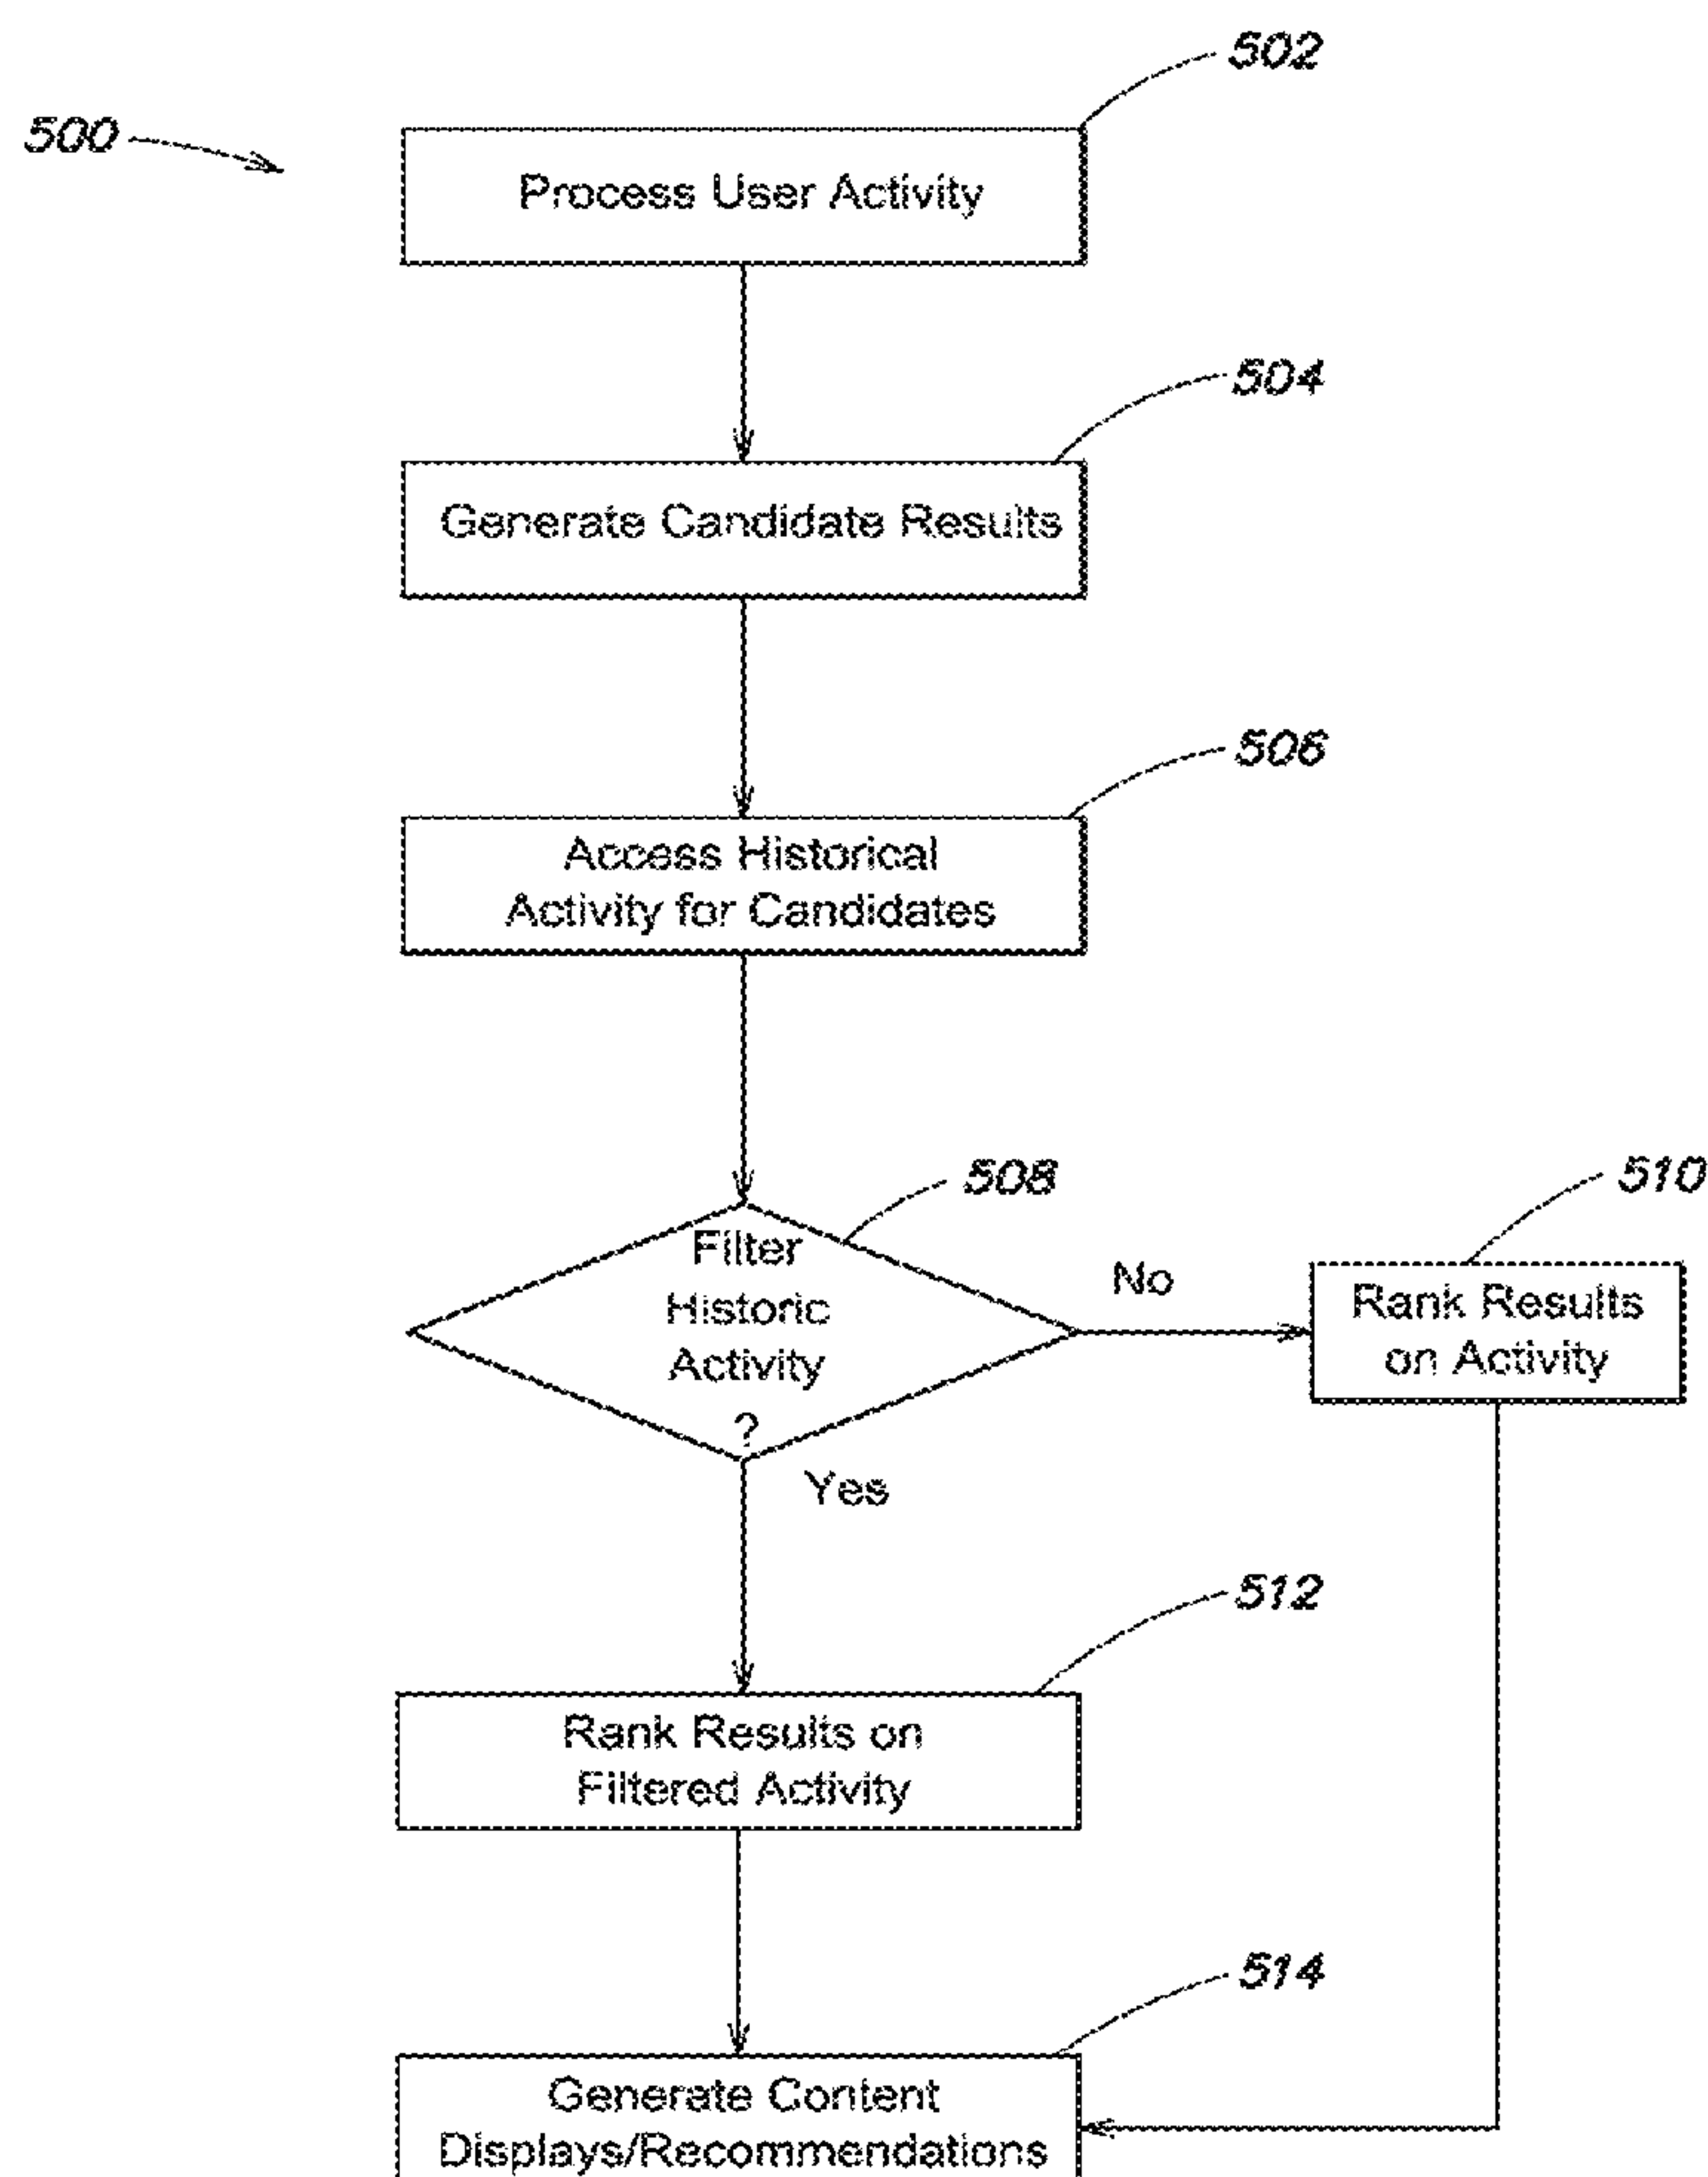 502
500
Process User Activity
504
Generate Candidate Results
506
Access Historical
Activity for Candidates
508
510
Filter
Historic
Activity
?
No
Rank Results
on Activity
Yes
512
Rank Results on
Filtered Activity
514
Generate Content
Displays/Recommendations